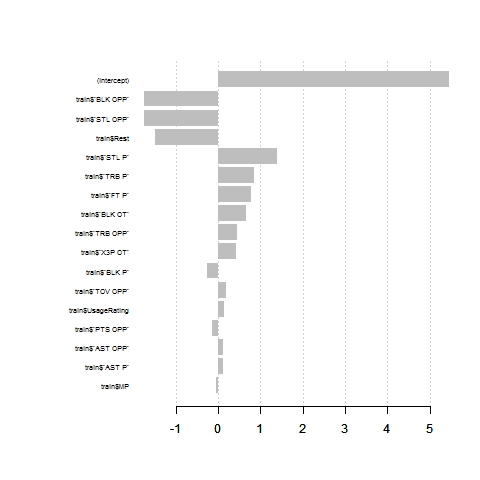 (Intercept)
train$`BLK OPP`
train$`STL OPP`
train$Rest
train$`STL P`
train$`TRB P`
train$`FT P`
train$`BLK OT`
train$`TRB OPP`
train$`X3P OT`
train$`BLK P`
train$`TOV OPP`
train$UsageRating
train$`PTS OPP`
train$`AST OPP`
train$`AST P`
train$MP
-1 0 1 2 3 4 5